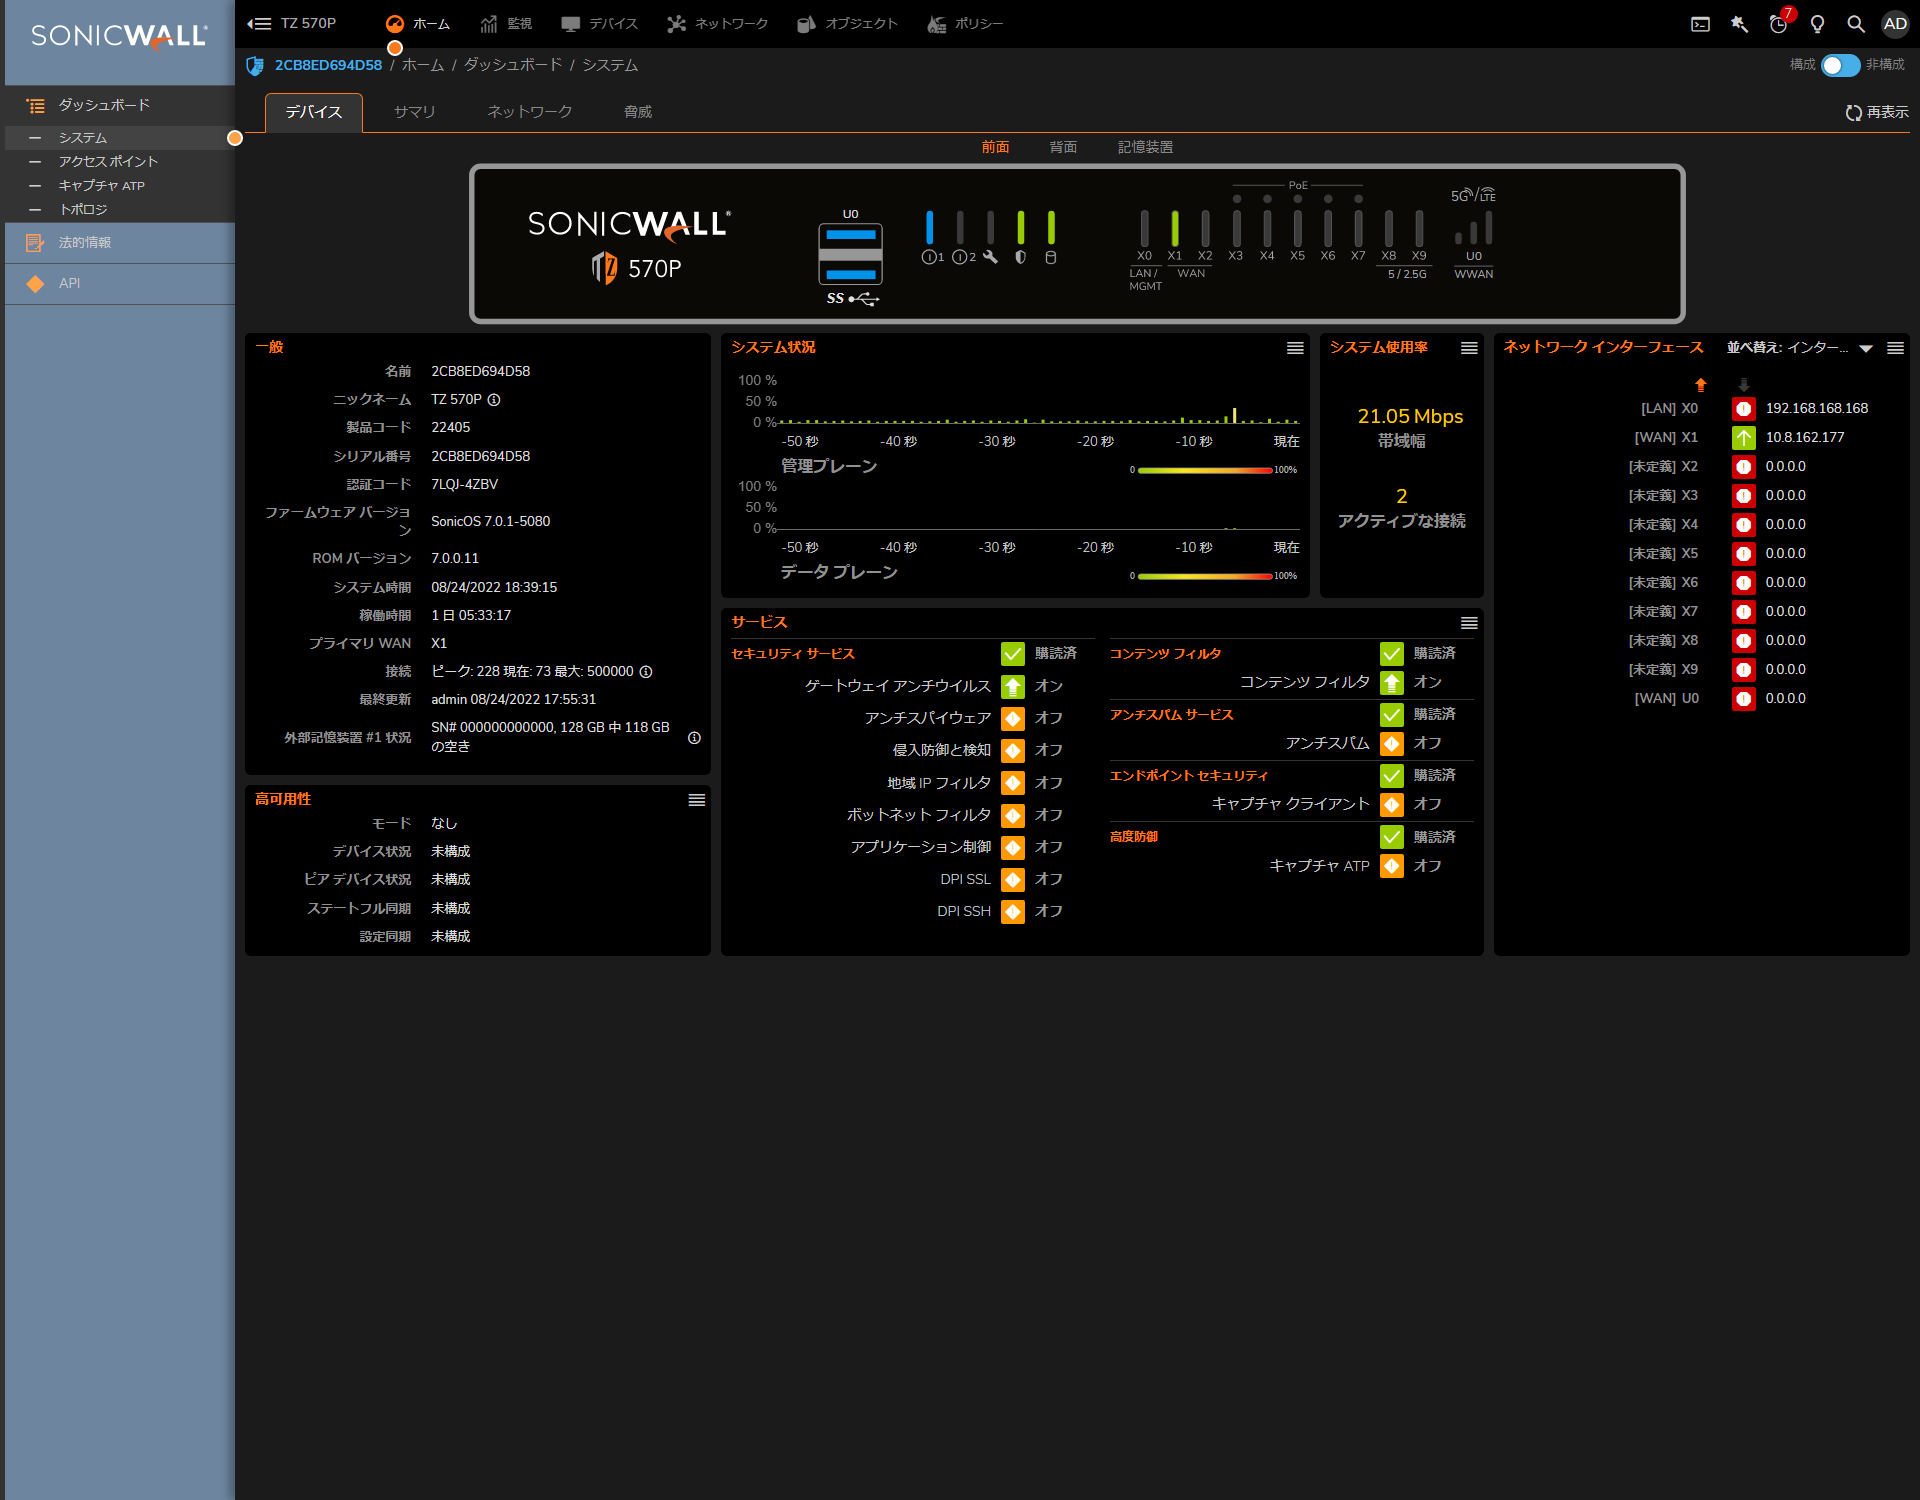 SONICWALL
TZ 570P
ホーム
監視
デバイス
ネットワーク
オブジェクト
ポリシー
7
AD
2CB8ED694D58 / ホーム / ダッシュボード / システム
構成
非構成
ダッシュボード
システム
アクセス ポイント
キャプチャ ATP
トポロジ
法的情報
API
デバイス
サマリ
ネットワーク
脅威
再表示
前面
背面
記憶装置
SONICWALL
TZ 570P
U0
SS
1
2
PoE
5G/LTE
X0 X1 X2 X3 X4 X5 X6 X7 X8 X9 U0
LAN / MGMT
WAN
5 / 2.5G
WWAN
一般
名前 2CB8ED694D58
ニックネーム TZ 570P
製品コード 22405
シリアル番号 2CB8ED694D58
認証コード 7LQJ-4ZBV
ファームウェア バージョン SonicOS 7.0.1-5080
ROM バージョン 7.0.0.11
システム時間 08/24/2022 18:39:15
稼働時間 1 日 05:33:17
プライマリ WAN X1
接続 ピーク: 228 現在: 73 最大: 500000
最終更新 admin 08/24/2022 17:55:31
外部記憶装置 #1 状況 SN# 000000000000, 128 GB 中 118 GB の空き
高可用性
モード なし
デバイス状況 未構成
ピア デバイス状況 未構成
ステートフル同期 未構成
設定同期 未構成
システム状況
100 %
50 %
0 %
-50 秒 -40 秒 -30 秒 -20 秒 -10 秒 現在
管理プレーン
0 100%
100 %
50 %
0 %
-50 秒 -40 秒 -30 秒 -20 秒 -10 秒 現在
データ プレーン
0 100%
システム使用率
21.05 Mbps
帯域幅
2
アクティブな接続
サービス
セキュリティ サービス 購読済
ゲートウェイ アンチウイルス オン
アンチスパイウェア オフ
侵入防御と検知 オフ
地域 IP フィルタ オフ
ボットネット フィルタ オフ
アプリケーション制御 オフ
DPI SSL オフ
DPI SSH オフ
コンテンツ フィルタ 購読済
コンテンツ フィルタ オン
アンチスパム サービス 購読済
アンチスパム オフ
エンドポイント セキュリティ 購読済
キャプチャ クライアント オフ
高度防御 購読済
キャプチャ ATP オフ
ネットワーク インターフェース
並べ替え: インター...
[LAN] X0 192.168.168.168
[WAN] X1 10.8.162.177
[未定義] X2 0.0.0.0
[未定義] X3 0.0.0.0
[未定義] X4 0.0.0.0
[未定義] X5 0.0.0.0
[未定義] X6 0.0.0.0
[未定義] X7 0.0.0.0
[未定義] X8 0.0.0.0
[未定義] X9 0.0.0.0
[WAN] U0 0.0.0.0